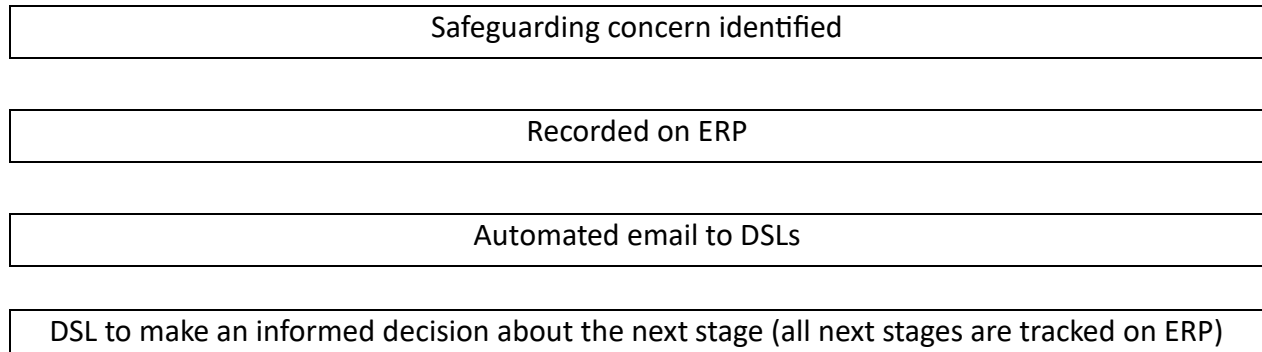 Safeguarding concern identified
Recorded on ERP
Automated email to DSLs
DSL to make an informed decision about the next stage (all next stages are tracked on ERP)